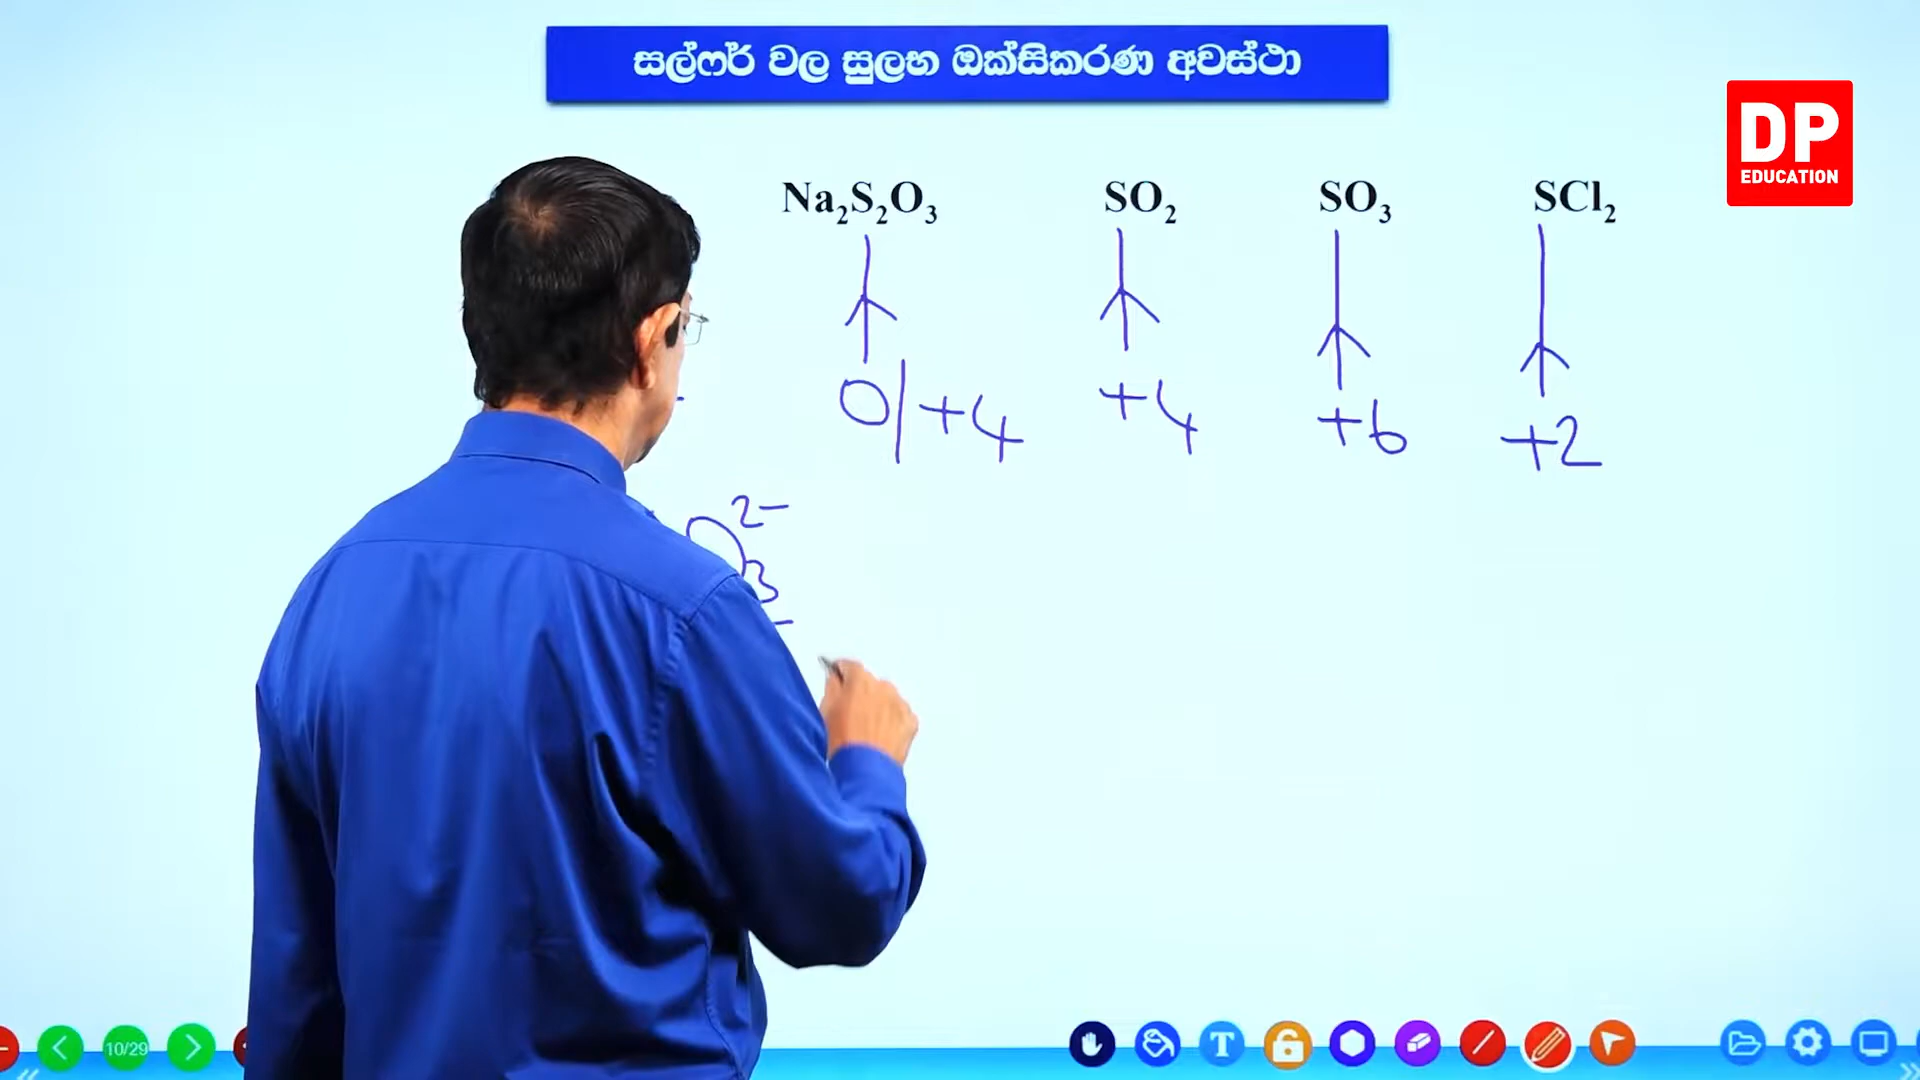 සල්ෆර් වල සුලභ ඔක්සිකරණ අවස්ථා
DP
EDUCATION
Na₂S₂O₃ SO₂ SO₃ SCl₂
0/+4 +4 +6 +2
O₃²⁻
10/29
T